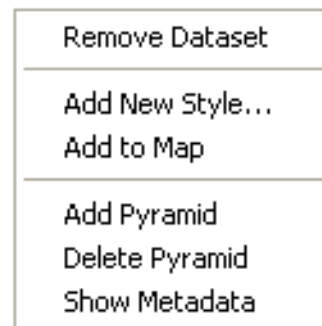 Remove Dataset
Add New Style...
Add to Map
Add Pyramid
Delete Pyramid
Show Metadata